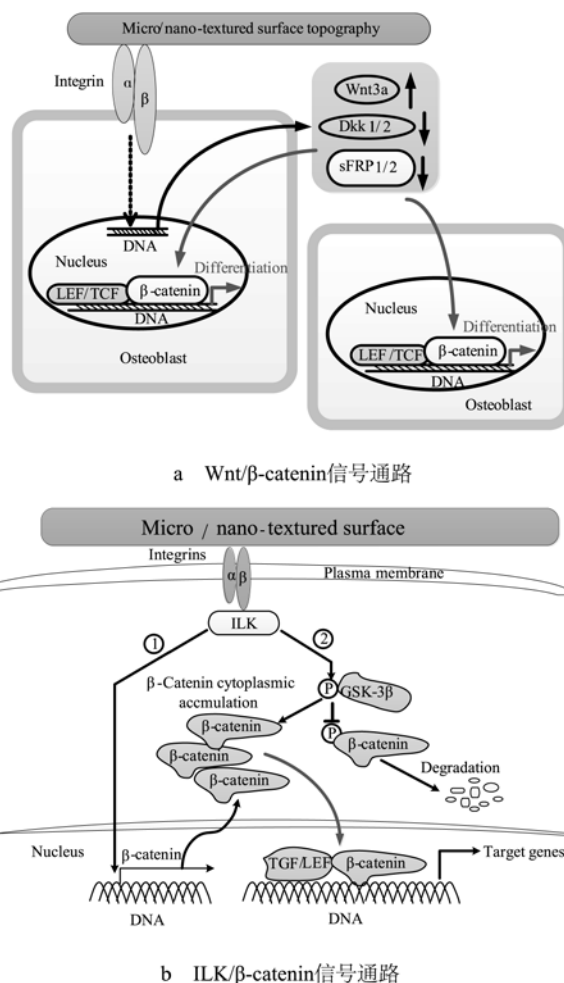 Micro/nano-textured surface topography
Integrin
α
β
Wnt3a
Dkk 1/2
sFRP1/2
DNA
Nucleus
Differentiation
LEF/TCF
β-catenin
DNA
Osteoblast
Nucleus
Differentiation
LEF/TCF
β-catenin
DNA
Osteoblast
a Wnt/β-catenin信号通路
Micro / nano-textured surface
Integrins
αβ
Plasma membrane
ILK
①
②
β-Catenin cytoplasmic
accmulation
P
GSK-3β
β-catenin
P
β-catenin
β-catenin
β-catenin
Degradation
Nucleus
β-catenin
TGF/LEF
β-catenin
Target genes
DNA
DNA
b ILK/β-catenin信号通路